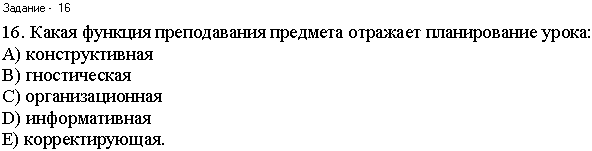 Задание - 16
16. Какая функция преподавания предмета отражает планирование урока:
A) конструктивная
B) гностическая
C) организационная
D) информативная
E) корректирующая.